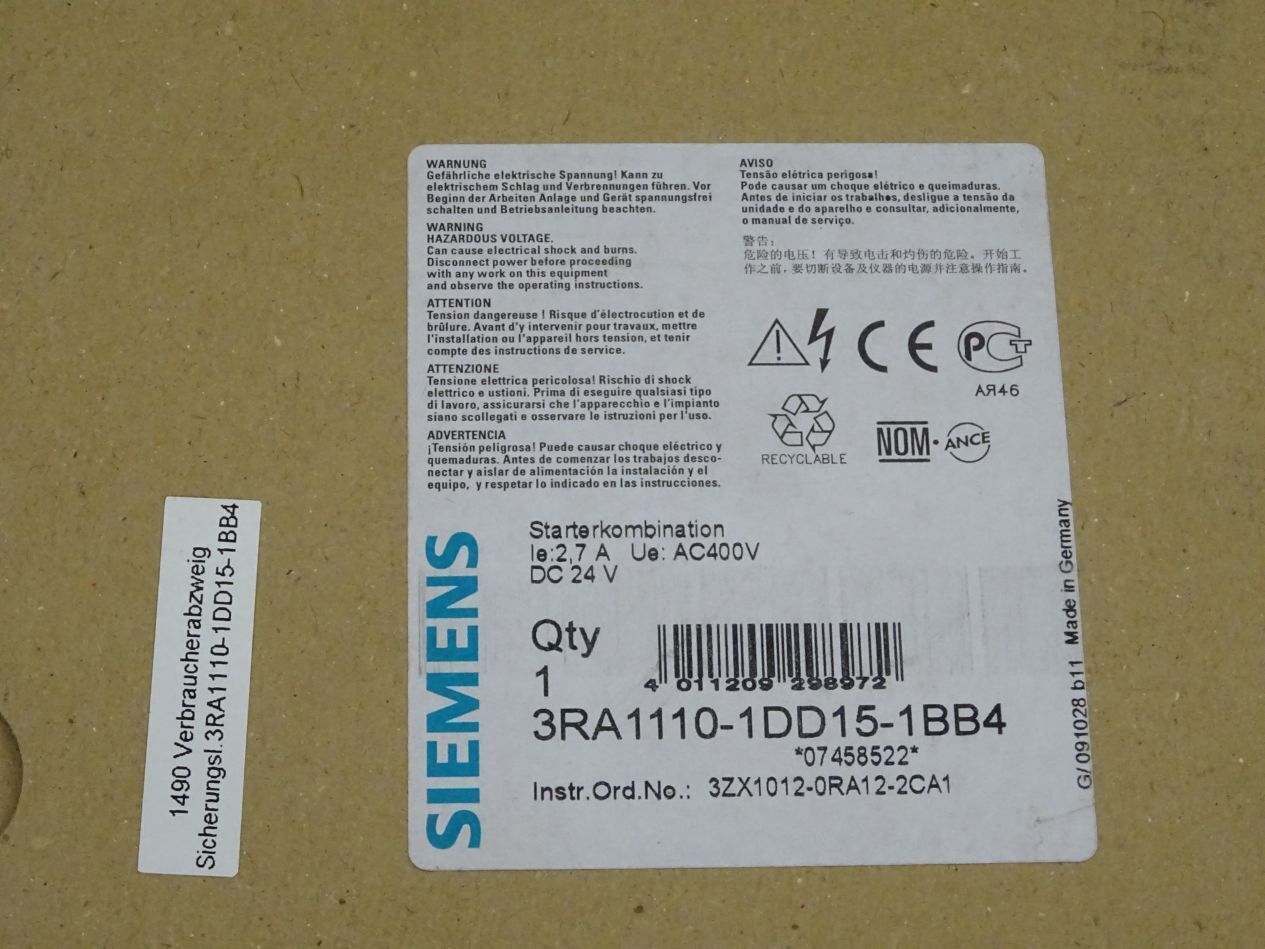 WARNUNG
Gefährliche elektrische Spannung! Kann zu
elektrischem Schlag und Verbrennungen führen. Vor
Beginn der Arbeiten Anlage und Gerät spannungsfrei
schalten und Betriebsanleitung beachten.
WARNING
HAZARDOUS VOLTAGE.
Can cause electrical shock and burns.
Disconnect power before proceeding
with any work on this equipment
and observe the operating instructions.
ATTENTION
Tension dangereuse ! Risque d'électrocution et de
brûlure. Avant d'y intervenir pour travaux, mettre
l'installation ou l'appareil hors tension, et tenir
compte des instructions de service.
ATTENZIONE
Tensione elettrica pericolosa! Rischio di shock
elettrico e ustioni. Prima di eseguire qualsiasi tipo
di lavoro, assicurarsi che l'apparecchio e l'impianto
siano scollegati e osservare le istruzioni per l'uso.
ADVERTENCIA
¡Tensión peligrosa! Puede causar choque eléctrico y
quemaduras. Antes de comenzar los trabajos desco-
nectar y aislar de alimentación la instalación y el
equipo, y respetar lo indicado en las instrucciones.
AVISO
Tensão elétrica perigosa!
Pode causar um choque elétrico e queimaduras.
Antes de iniciar os trabalhos, desligue a tensão da
unidade e do aparelho e consultar, adicionalmente,
o manual de serviço.
警告:
危险的电压! 有导致电击和灼伤的危险。开始工
作之前,要切断设备及仪器的电源并注意操作指南。
CE
РСТ
АЯ46
RECYCLABLE
NOM·ANCE
SIEMENS
Starterkombination
Ie:2,7 A Ue: AC400V
DC 24 V
Qty
1
4 011209 298972
3RA1110-1DD15-1BB4
*07458522*
Instr.Ord.No.: 3ZX1012-0RA12-2CA1
G/091028 b11 Made in Germany
1490 Verbraucherabzweig
Sicherungsl.3RA1110-1DD15-1BB4